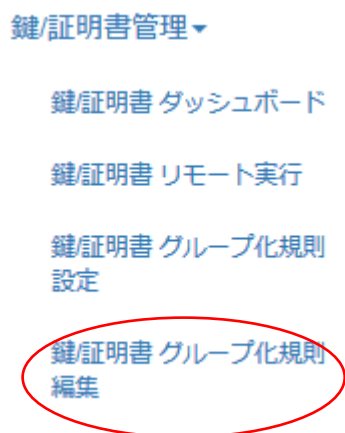 鍵/証明書管理▾
鍵/証明書 ダッシュボード
鍵/証明書 リモート実行
鍵/証明書 グループ化規則
設定
鍵/証明書 グループ化規則
編集